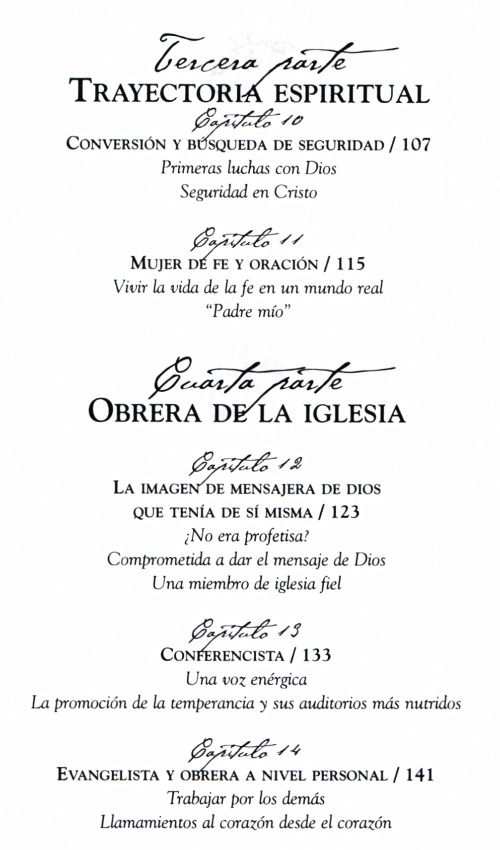 Tercera parte
TRAYECTORIA ESPIRITUAL
Capítulo 10
CONVERSIÓN Y BÚSQUEDA DE SEGURIDAD / 107
Primeras luchas con Dios
Seguridad en Cristo
Capítulo 11
MUJER DE FE Y ORACIÓN / 115
Vivir la vida de la fe en un mundo real
“Padre mío”
Cuarta parte
OBRERA DE LA IGLESIA
Capítulo 12
LA IMAGEN DE MENSAJERA DE DIOS
QUE TENÍA DE SÍ MISMA / 123
¿No era profetisa?
Comprometida a dar el mensaje de Dios
Una miembro de iglesia fiel
Capítulo 13
CONFERENCISTA / 133
Una voz enérgica
La promoción de la temperancia y sus auditorios más nutridos
Capítulo 14
EVANGELISTA Y OBRERA A NIVEL PERSONAL / 141
Trabajar por los demás
Llamamientos al corazón desde el corazón